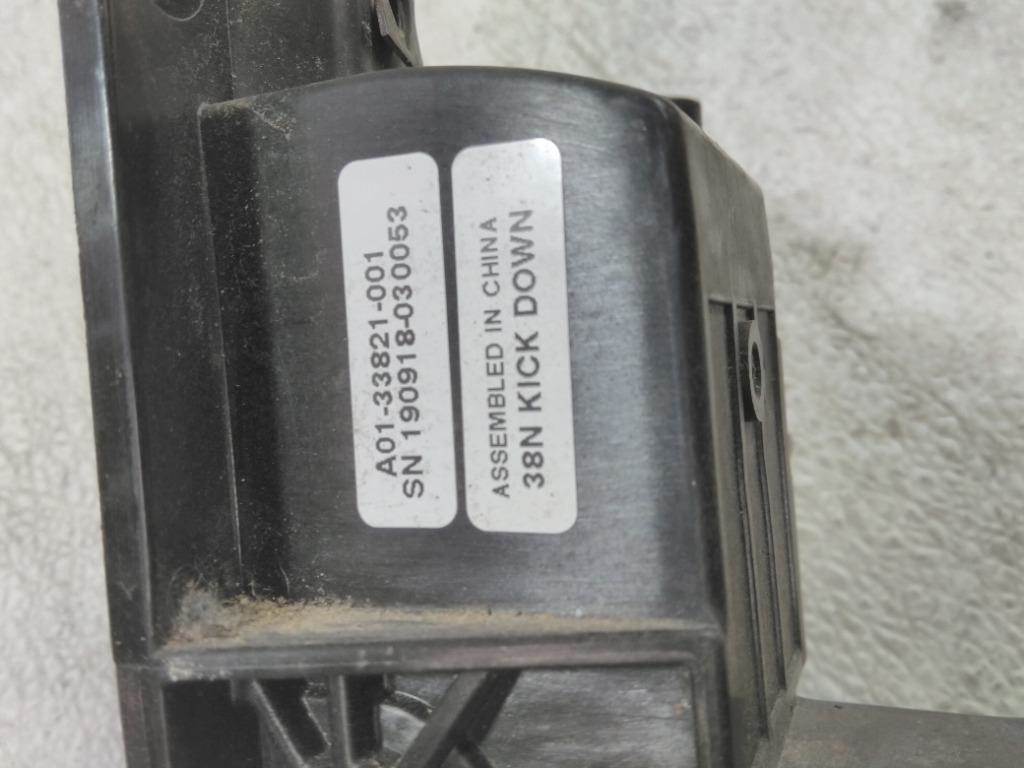 A01-33821-001
SN 190918-030053
ASSEMBLED IN CHINA
38N KICK DOWN